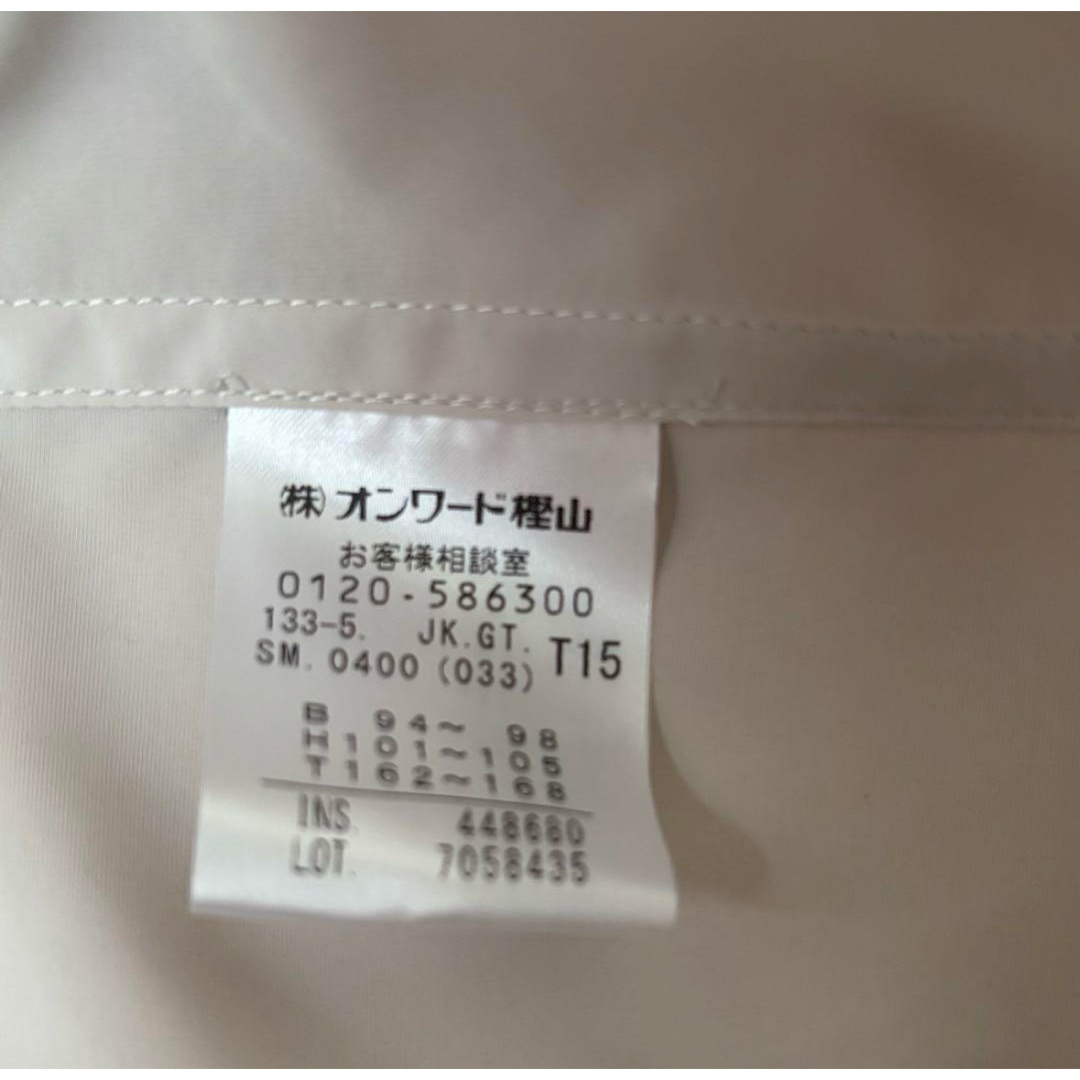 ㈱オンワード樫山
お客様相談室
0120-586300
133-5. JK.GT. T15
SM. 0400 (033)
B 94～ 98
H101～105
T162～168
INS. 448680
LOT. 7058435